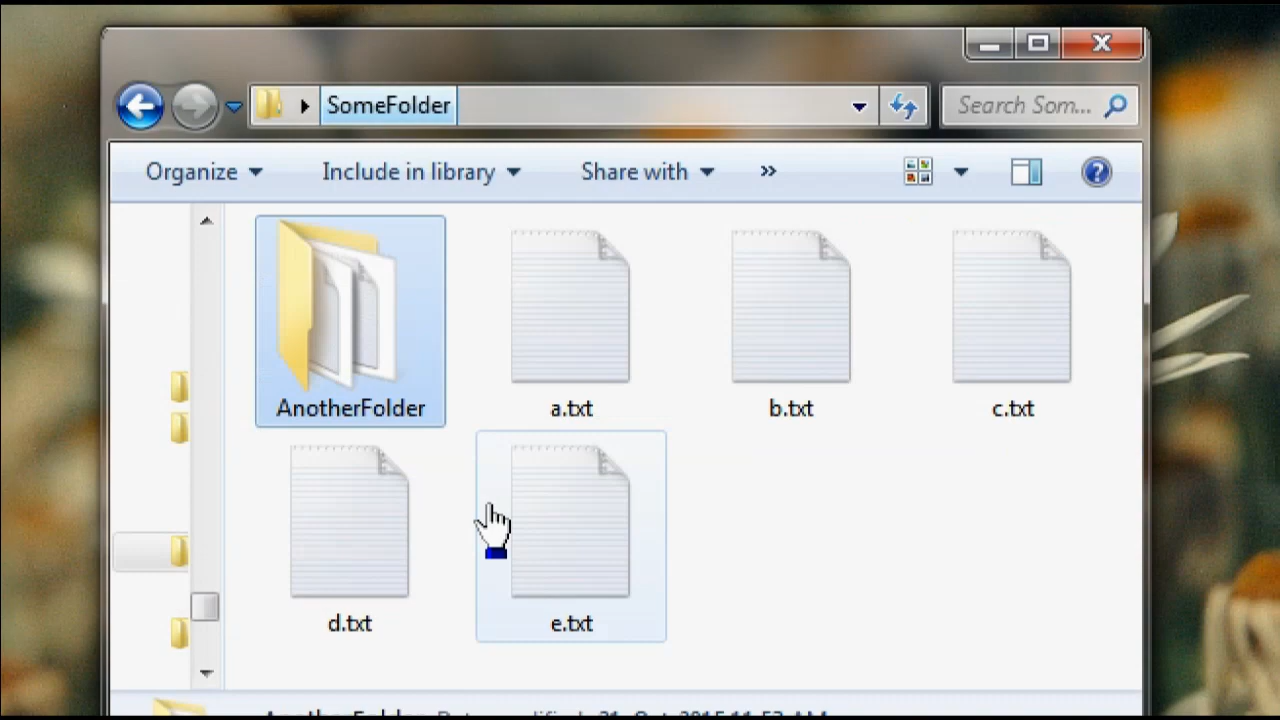 SomeFolder
Search Som...
Organize Include in library Share with »
AnotherFolder a.txt b.txt c.txt
d.txt e.txt